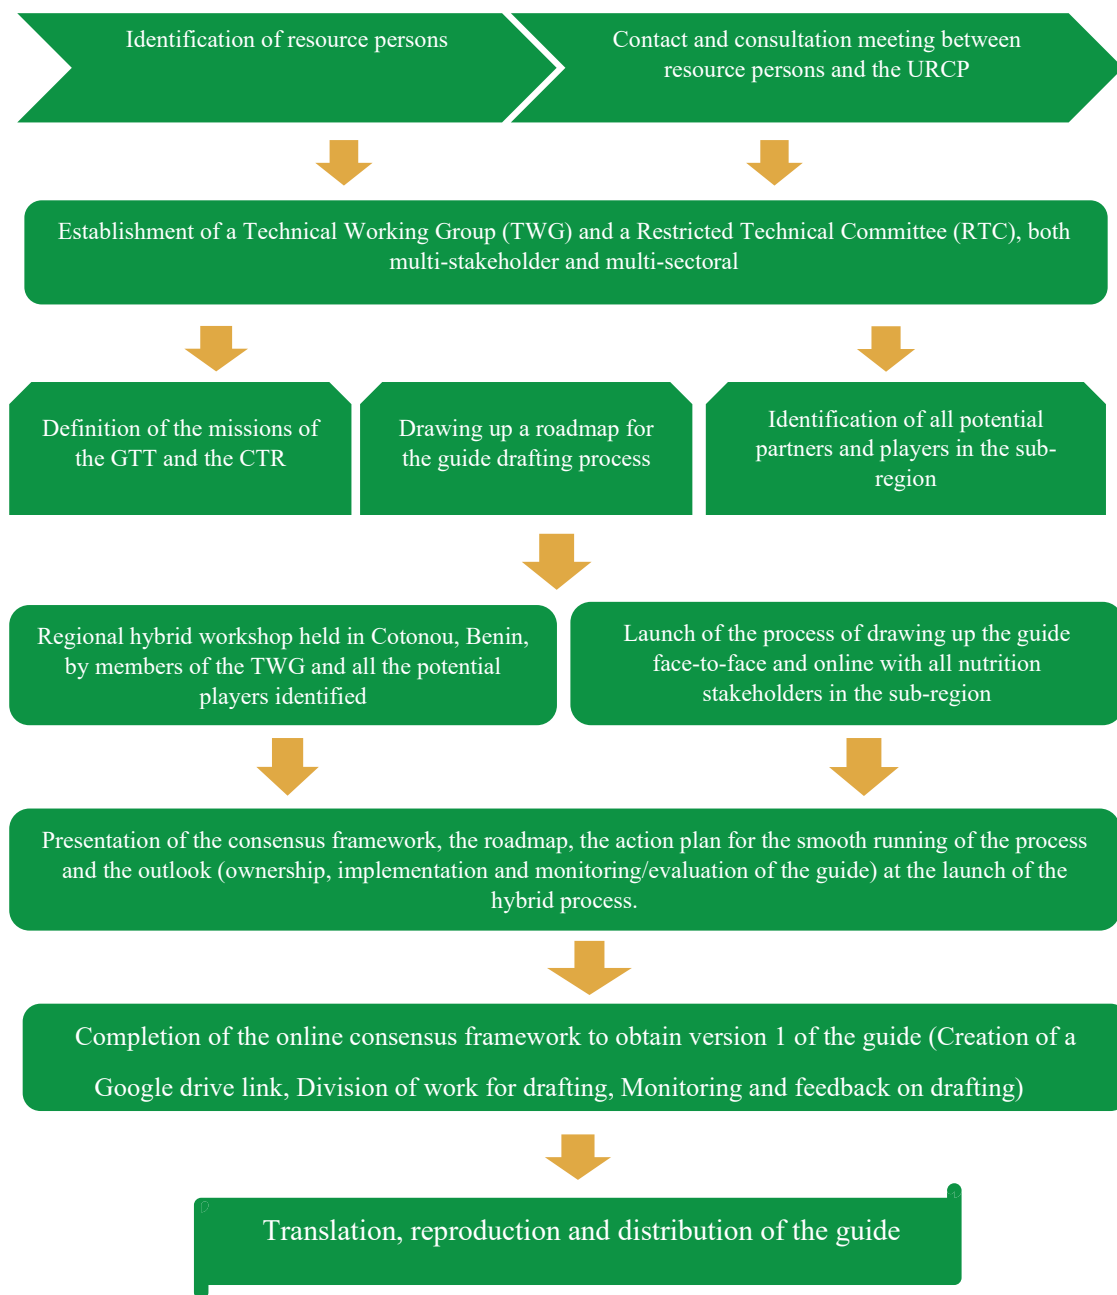 Identification of resource persons
Contact and consultation meeting between
resource persons and the URCP
Establishment of a Technical Working Group (TWG) and a Restricted Technical Committee (RTC), both
multi-stakeholder and multi-sectoral
Definition of the missions of
the GTT and the CTR
Drawing up a roadmap for
the guide drafting process
Identification of all potential
partners and players in the sub-
region
Regional hybrid workshop held in Cotonou, Benin,
by members of the TWG and all the potential
players identified
Launch of the process of drawing up the guide
face-to-face and online with all nutrition
stakeholders in the sub-region
Presentation of the consensus framework, the roadmap, the action plan for the smooth running of the process
and the outlook (ownership, implementation and monitoring/evaluation of the guide) at the launch of the
hybrid process.
Completion of the online consensus framework to obtain version 1 of the guide (Creation of a
Google drive link, Division of work for drafting, Monitoring and feedback on drafting)
Translation, reproduction and distribution of the guide